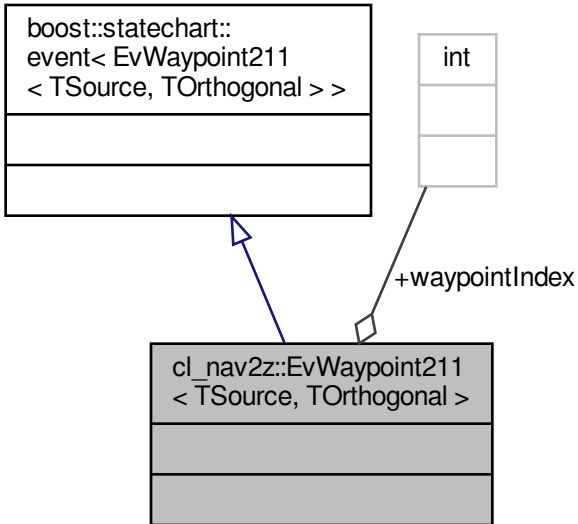 boost::statechart::
event< EvWaypoint211
< TSource, TOrthogonal > >
int
+waypointIndex
cl_nav2z::EvWaypoint211
< TSource, TOrthogonal >